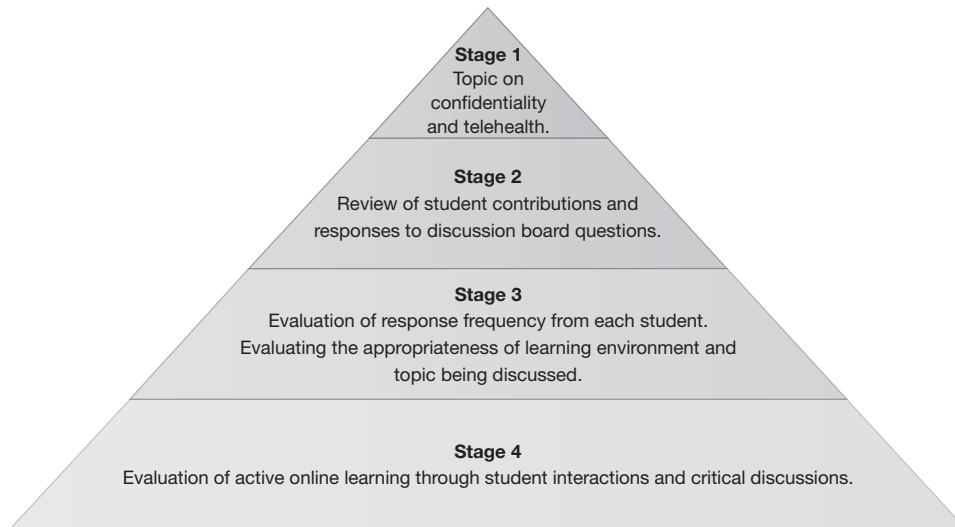 Stage 1
Topic on
confidentiality
and telehealth.
Stage 2
Review of student contributions and
responses to discussion board questions.
Stage 3
Evaluation of response frequency from each student.
Evaluating the appropriateness of learning environment and
topic being discussed.
Stage 4
Evaluation of active online learning through student interactions and critical discussions.